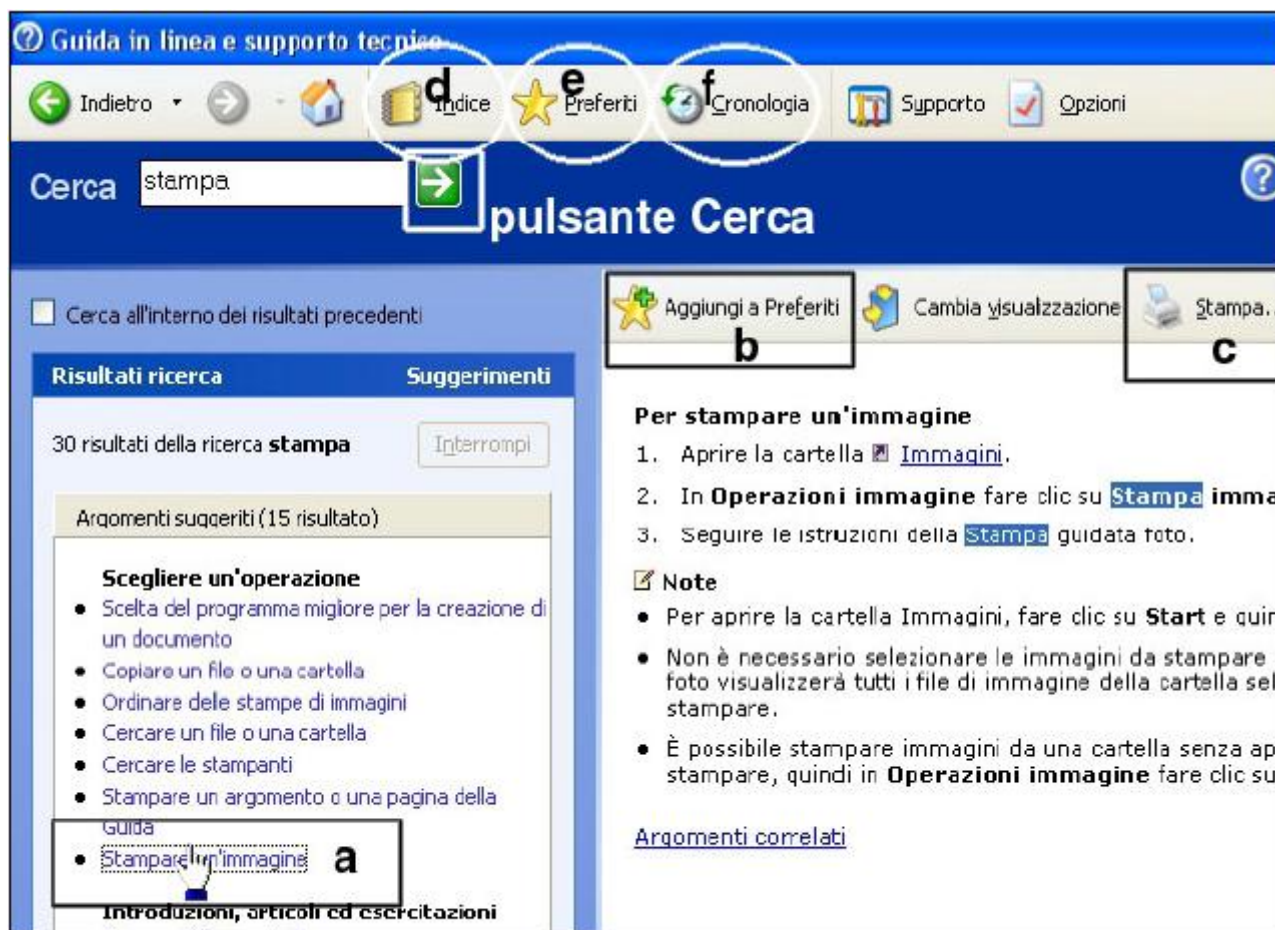 Guida in linea e supporto tecnico
Indietro
d
Indice
e
Preferiti
f
Cronologia
Supporto
Opzioni
Cerca
stampa
pulsante Cerca
Cerca all'interno dei risultati precedenti
Risultati ricerca
Suggerimenti
30 risultati della ricerca stampa
Interrompi
Argomenti suggeriti (15 risultato)
Scegliere un'operazione
Scelta del programma migliore per la creazione di
un documento
Copiare un file o una cartella
Ordinare delle stampe di immagini
Cercare un file o una cartella
Cercare le stampanti
Stampare un argomento o una pagina della
Guida
Stampare un'immagine
a
Introduzioni, articoli ed esercitazioni
Aggiungi a Preferiti
b
Cambia visualizzazione
Stampa.
c
Per stampare un'immagine
1. Aprire la cartella Immagini.
2. In Operazioni immagine fare clic su Stampa imma
3. Seguire le istruzioni della Stampa guidata foto.
Note
Per aprire la cartella Immagini, fare clic su Start e quin
Non è necessario selezionare le immagini da stampare
foto visualizzerà tutti i file di immagine della cartella sel
stampare.
È possibile stampare immagini da una cartella senza ap
stampare, quindi in Operazioni immagine fare clic su
Argomenti correlati